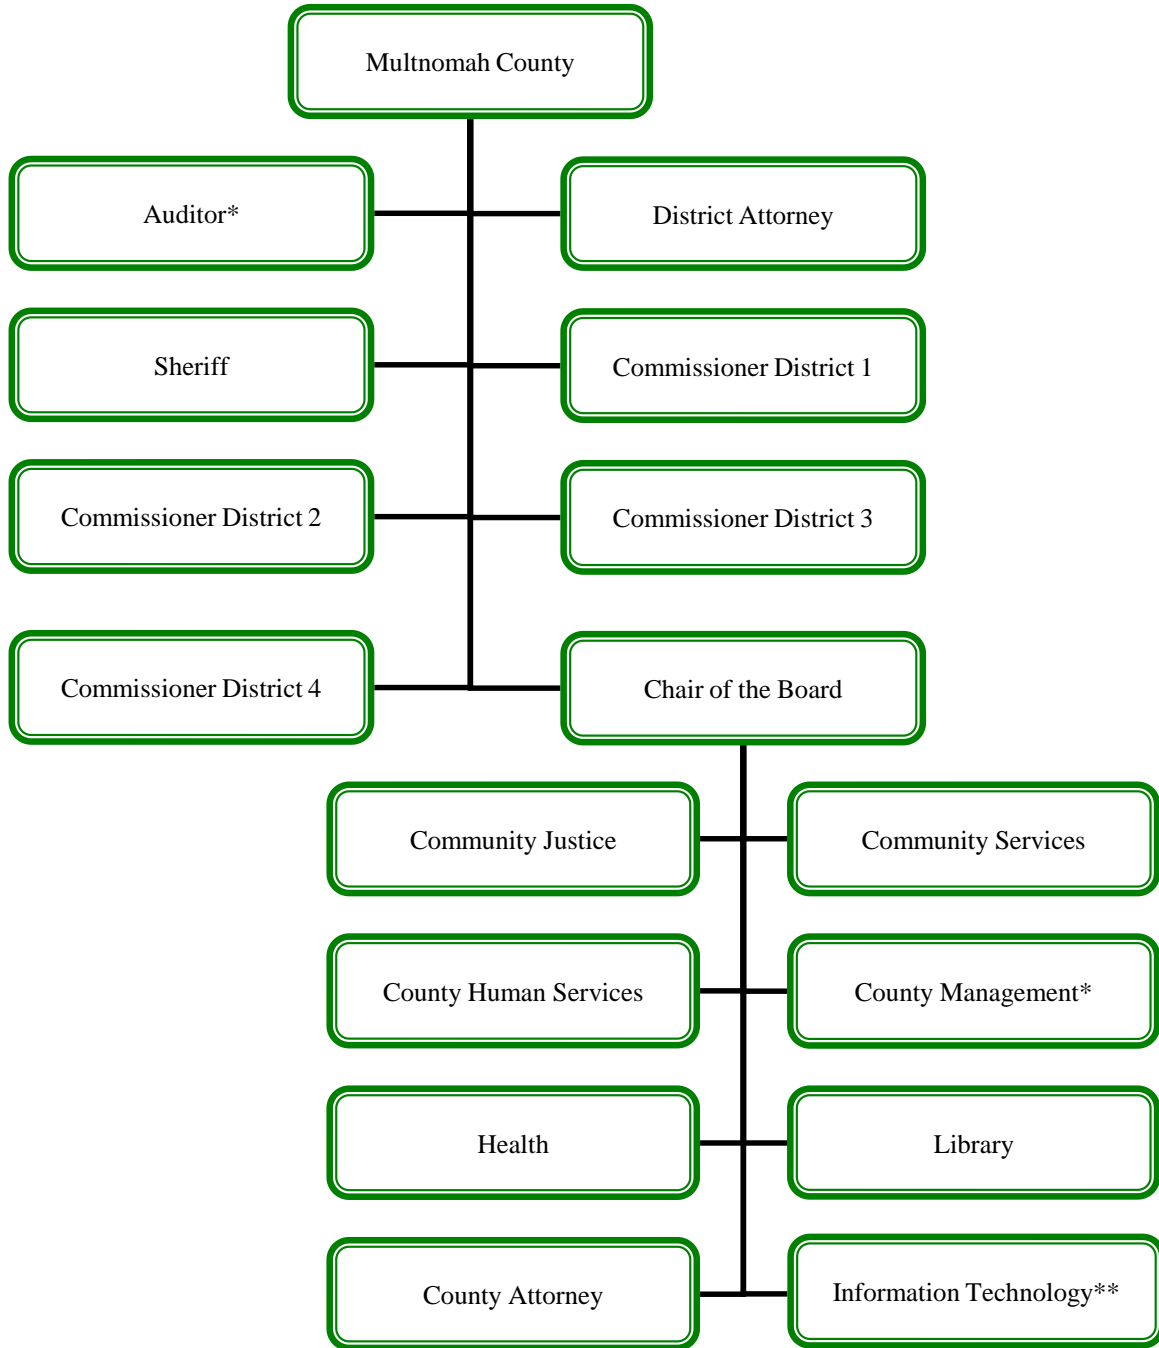 Multnomah County
Auditor*
District Attorney
Sheriff
Commissioner District 1
Commissioner District 2
Commissioner District 3
Commissioner District 4
Chair of the Board
Community Justice
Community Services
County Human Services
County Management*
Health
Library
County Attorney
Information Technology**